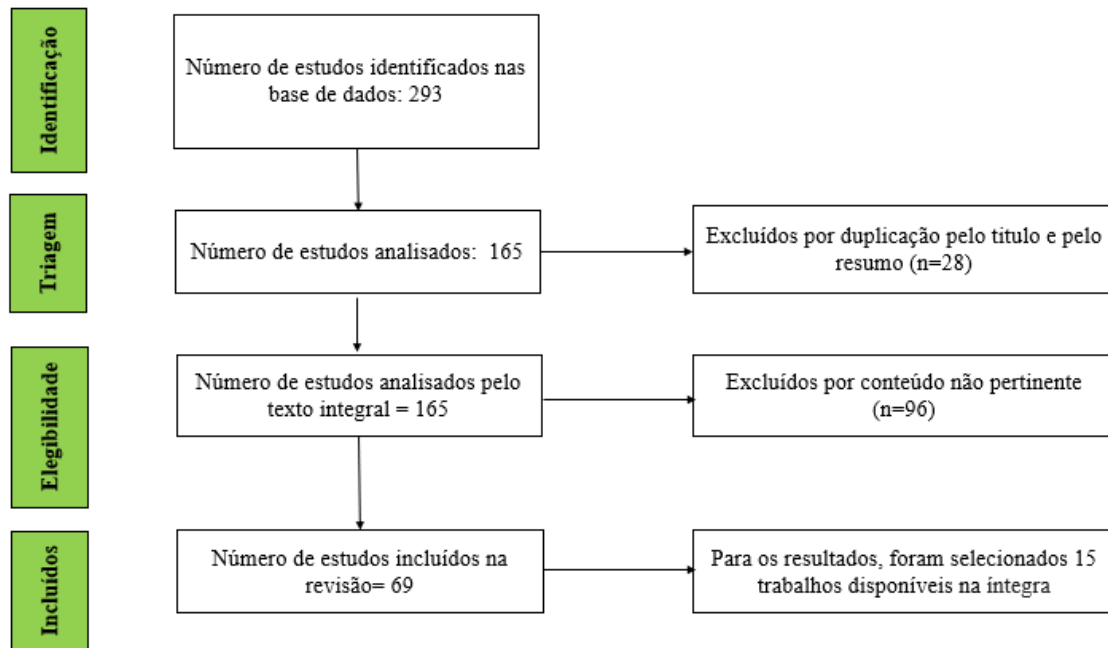 Identificação
Número de estudos identificados nas
base de dados: 293
Triagem
Número de estudos analisados: 165
Excluídos por duplicação pelo titulo e pelo
resumo (n=28)
Elegibilidade
Número de estudos analisados pelo
texto integral = 165
Excluídos por conteúdo não pertinente
(n=96)
Incluídos
Número de estudos incluídos na
revisão= 69
Para os resultados, foram selecionados 15
trabalhos disponíveis na íntegra